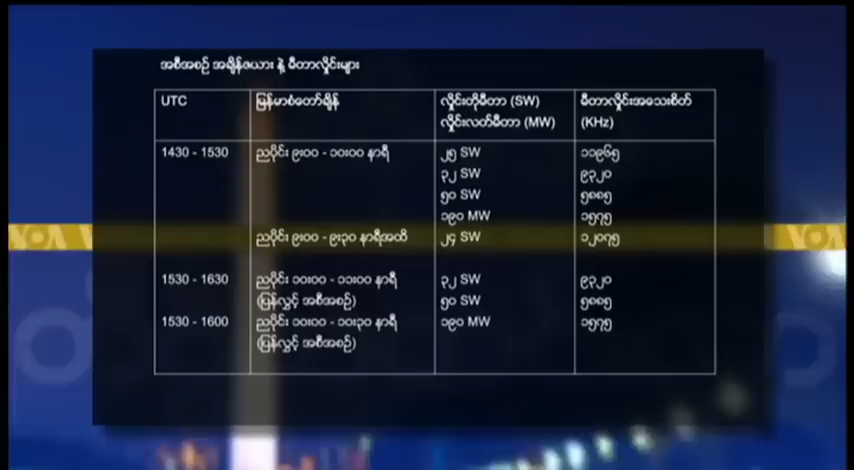 အစီအစဉ် အချိန်ဇယား နဲ့ မီတာလှိုင်းများ
UTC မြန်မာစံတော်ချိန် လှိုင်းတိုမီတာ (SW) မီတာလှိုင်းအသေးစိတ်
လှိုင်းလတ်မီတာ (MW) (KHz)
1430 - 1530 ညပိုင်း ၉း၀၀ - ၁၀း၀၀ နာရီ ၂၅ SW ၁၁၉၆၅
၃၂ SW ၉၃၂၀
၅၀ SW ၅၈၈၅
၁၉၀ MW ၁၅၇၅
ညပိုင်း ၉း၀၀ - ၉း၃၀ နာရီအထိ ၂၄ SW ၁၂၀၇၅
1530 - 1630 ညပိုင်း ၁၀း၀၀ - ၁၁း၀၀ နာရီ ၃၂ SW ၉၃၂၀
(ပြန်လွှင့် အစီအစဉ်) ၅၀ SW ၅၈၈၅
1530 - 1600 ညပိုင်း ၁၀း၀၀ - ၁၀း၃၀ နာရီ ၁၉၀ MW ၁၅၇၅
(ပြန်လွှင့် အစီအစဉ်)
VOA
VOA